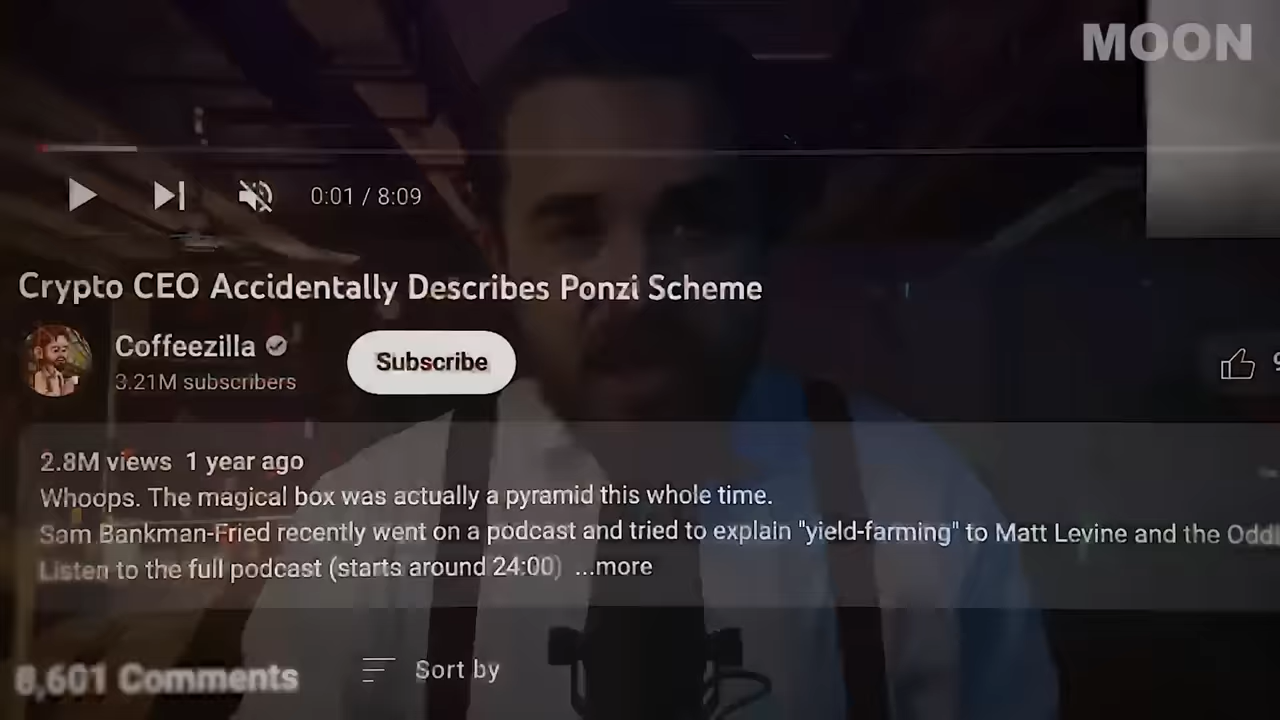 MOON
0:01 / 8:09
Crypto CEO Accidentally Describes Ponzi Scheme
Coffeezilla
3.21M subscribers
Subscribe
2.8M views 1 year ago
Whoops. The magical box was actually a pyramid this whole time.
Sam Bankman-Fried recently went on a podcast and tried to explain "yield-farming" to Matt Levine and the Oddl
Listen to the full podcast (starts around 24:00) ...more
8,601 Comments
Sort by